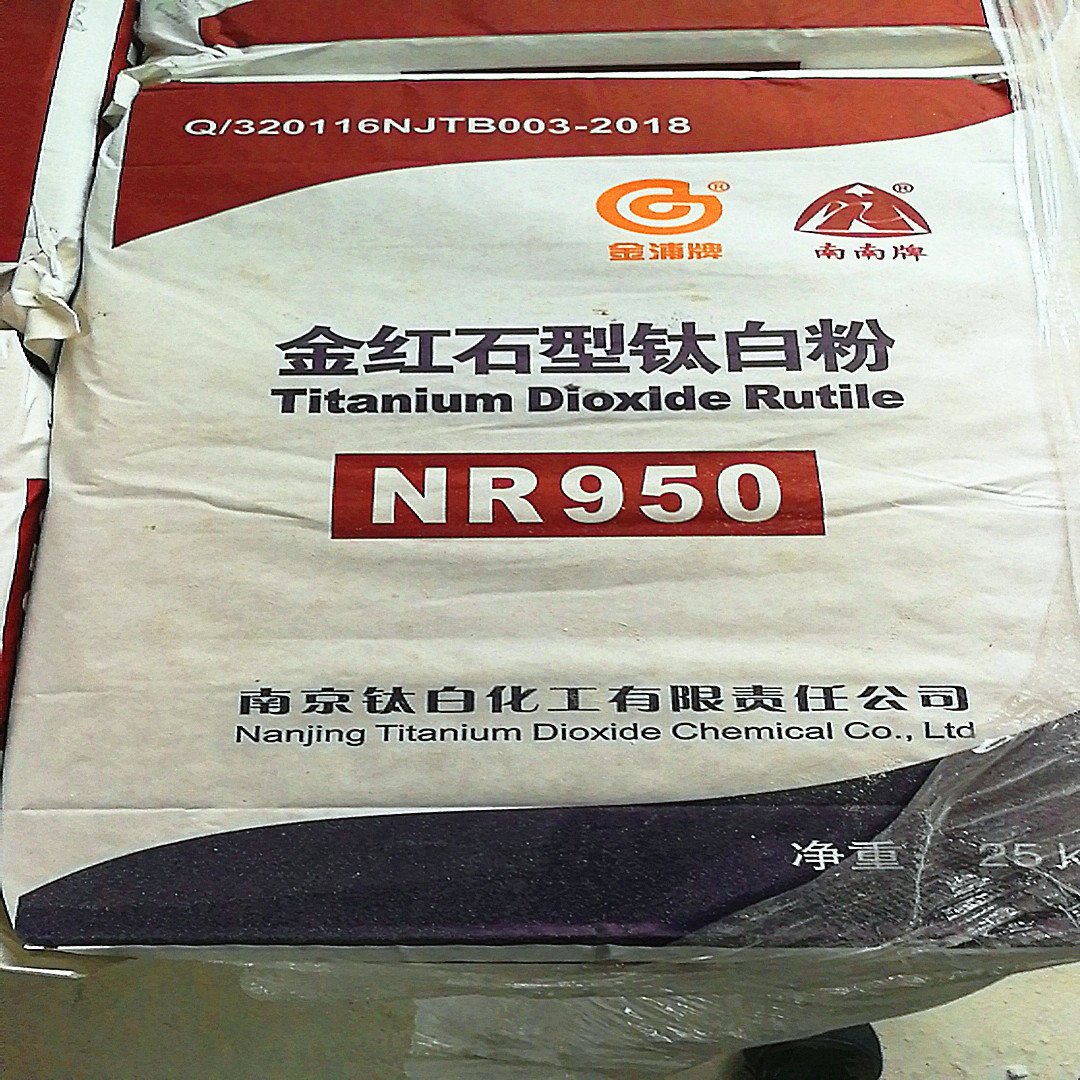 Q/320116NJTB003-2018
金浦牌 南南牌
金红石型钛白粉
Titanium Dioxide Rutile
NR950
南京钛白化工有限责任公司
Nanjing Titanium Dioxide Chemical Co., Ltd
净重: 25 K